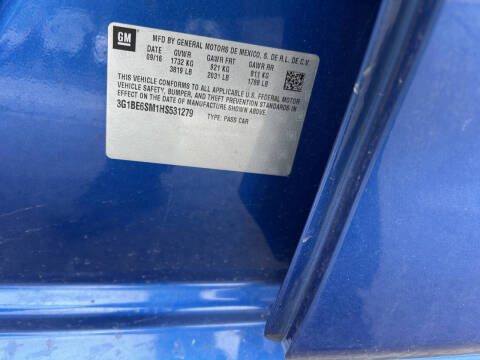 GM
MFD BY GENERAL MOTORS DE MEXICO, S. DE R.L. DE C.V.
DATE GVWR GAWR FRT GAWR RR
09/16 1732 KG 921 KG 811 KG
3819 LB 2031 LB 1788 LB
THIS VEHICLE CONFORMS TO ALL APPLICABLE U.S. FEDERAL MOTOR
VEHICLE SAFETY, BUMPER, AND THEFT PREVENTION STANDARDS IN
EFFECT ON THE DATE OF MANUFACTURE SHOWN ABOVE.
3G1BE6SM1HS531279 TYPE: PASS CAR